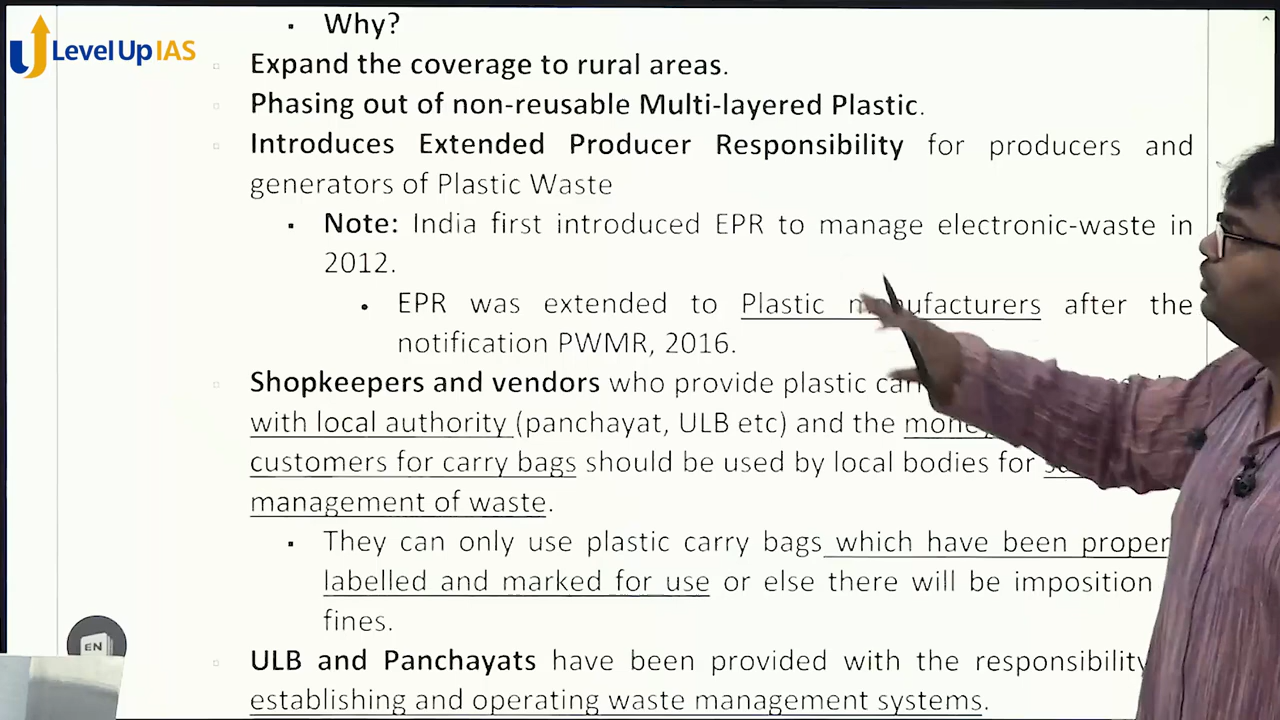 Why?
Level Up IAS
Expand the coverage to rural areas.
Phasing out of non-reusable Multi-layered Plastic.
Introduces Extended Producer Responsibility for producers and
generators of Plastic Waste
Note: India first introduced EPR to manage electronic-waste in
2012.
EPR was extended to Plastic manufacturers after the
notification PWMR, 2016.
Shopkeepers and vendors who provide plastic
with local authority (panchayat, ULB etc) and the
customers for carry bags should be used by local bodies for
management of waste.
They can only use plastic carry bags which have been
labelled and marked for use or else there will be imposition
fines.
EN
ULB and Panchayats have been provided with the responsibility
establishing and operating waste management systems.